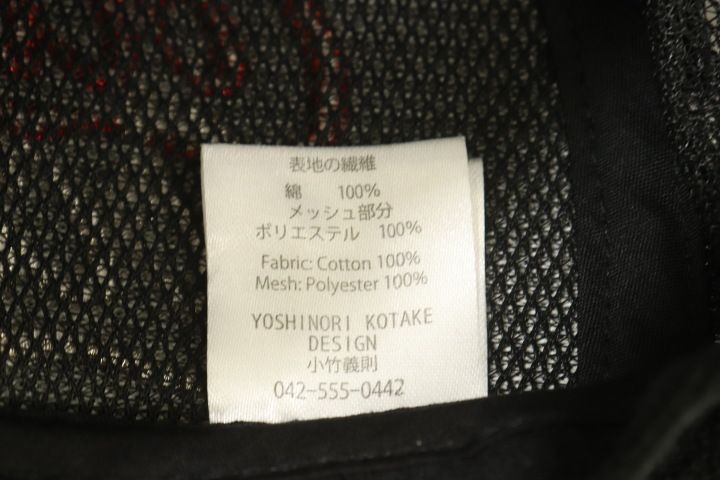 表地の繊維
綿 100%
メッシュ部分
ポリエステル 100%
Fabric: Cotton 100%
Mesh: Polyester 100%
YOSHINORI KOTAKE
DESIGN
小竹義則
042-555-0442